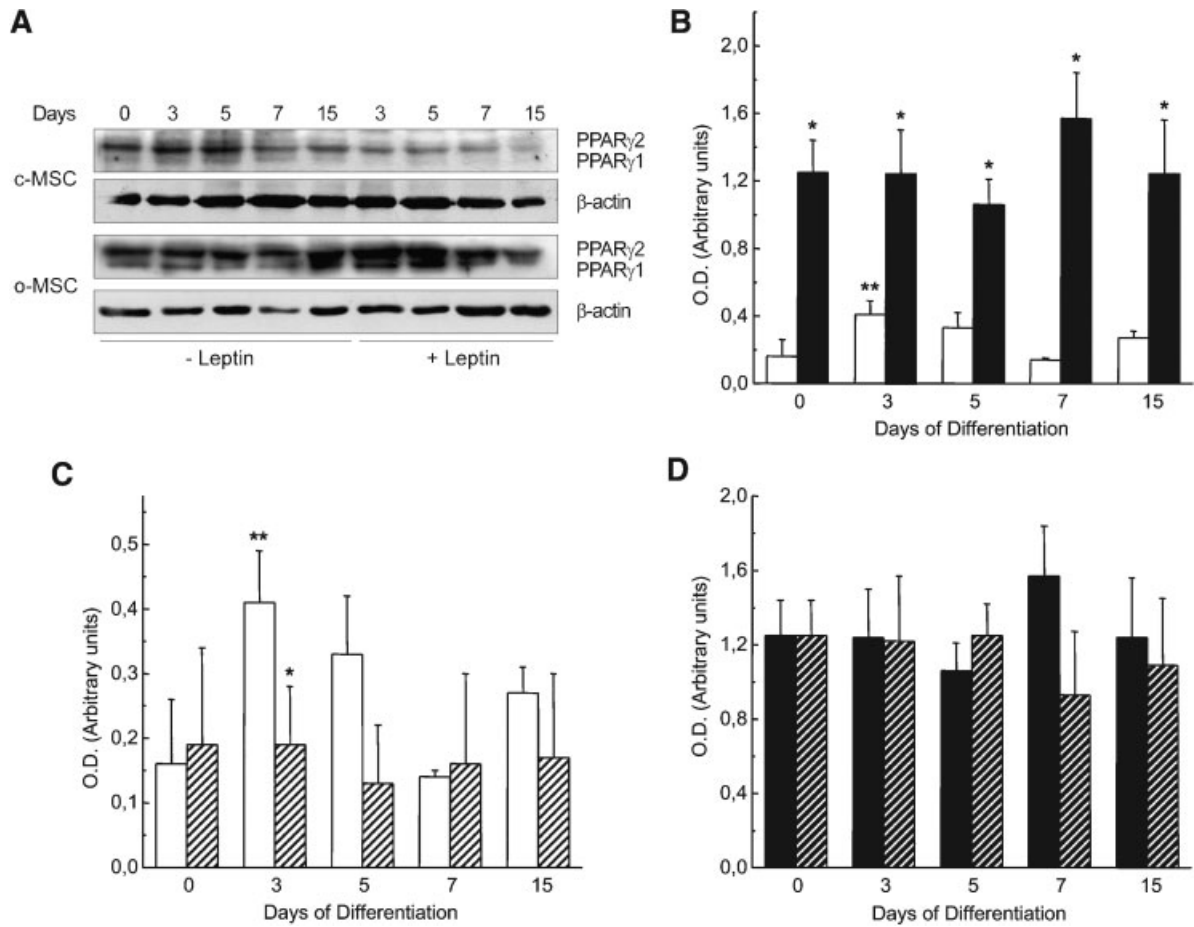 A
Days 0 3 5 7 15 3 5 7 15
c-MSC
PPARγ2
PPARγ1
β-actin
o-MSC
PPARγ2
PPARγ1
β-actin
- Leptin + Leptin
B
O.D. (Arbitrary units)
2,0
1,6
1,2
0,8
0,4
0,0
* * * * *
**
0 3 5 7 15
Days of Differentiation
C
O.D. (Arbitrary units)
0,5
0,4
0,3
0,2
0,1
0,0
**
*
0 3 5 7 15
Days of Differentiation
D
O.D. (Arbitrary units)
2,0
1,6
1,2
0,8
0,4
0,0
0 3 5 7 15
Days of Differentiation